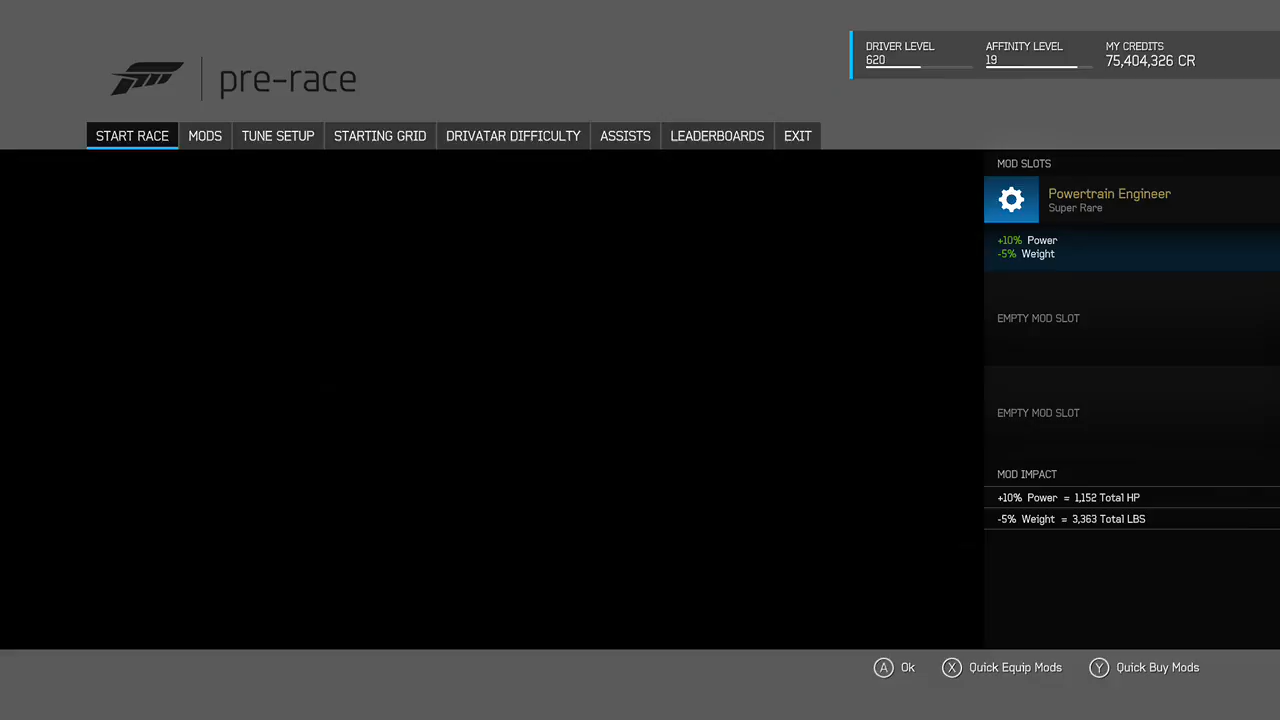 pre-race
DRIVER LEVEL
620
AFFINITY LEVEL
19
MY CREDITS
75,404,326 CR
START RACE
MODS
TUNE SETUP
STARTING GRID
DRIVATAR DIFFICULTY
ASSISTS
LEADERBOARDS
EXIT
MOD SLOTS
Powertrain Engineer
Super Rare
+10% Power
-5% Weight
EMPTY MOD SLOT
EMPTY MOD SLOT
MOD IMPACT
+10% Power = 1,152 Total HP
-5% Weight = 3,363 Total LBS
A Ok
X Quick Equip Mods
Y Quick Buy Mods